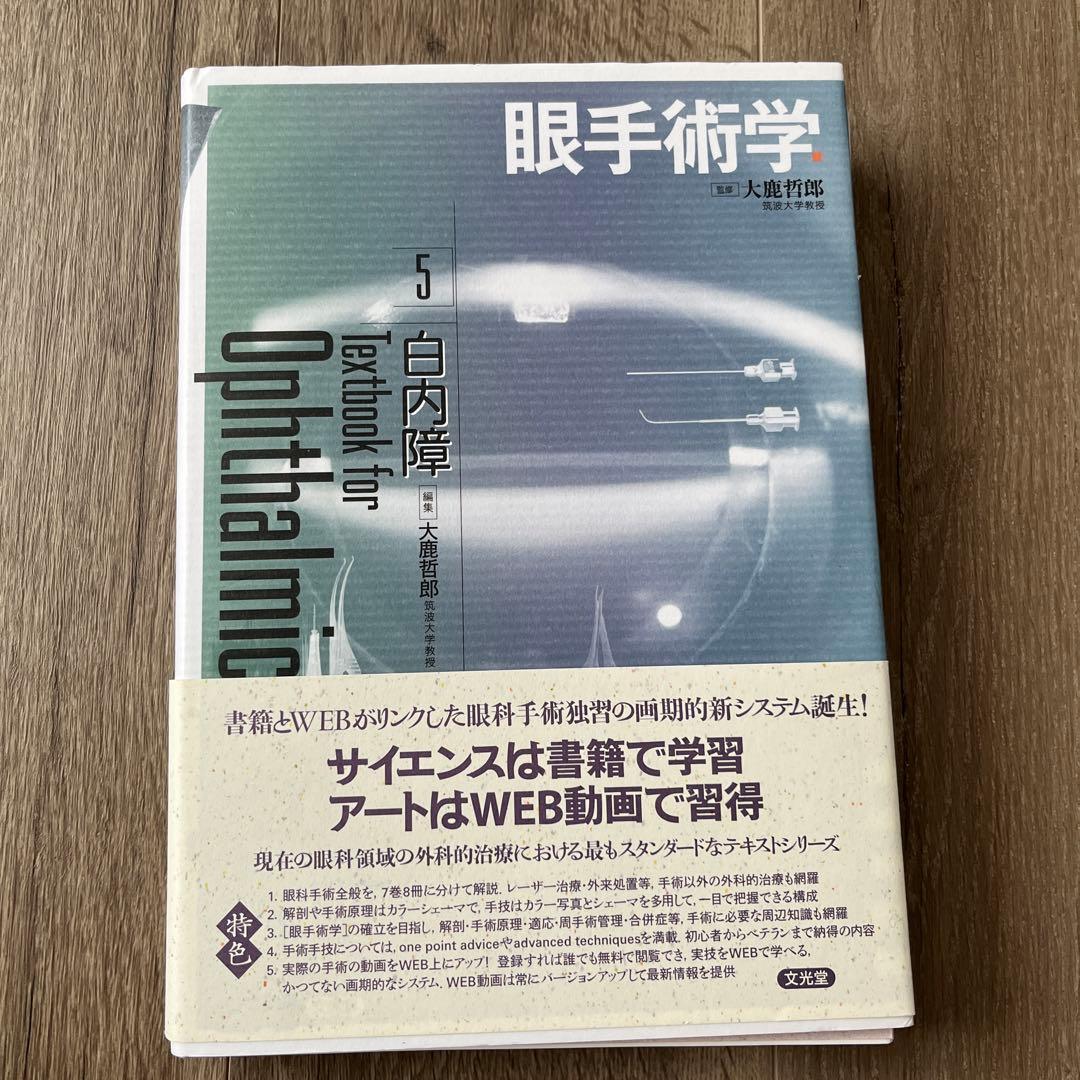 眼手術学.
監修 大鹿哲郎
筑波大学教授
5
白内障
編集 大鹿哲郎 筑波大学教授
Textbook for
Ophthalmic
書籍とWEBがリンクした眼科手術独習の画期的新システム誕生!
サイエンスは書籍で学習
アートはWEB動画で習得
現在の眼科領域の外科的治療における最もスタンダードなテキストシリーズ
特色
1. 眼科手術全般を, 7巻8冊に分けて解説. レーザー治療・外来処置等, 手術以外の外科的治療も網羅
2. 解剖や手術原理はカラーシェーマで, 手技はカラー写真とシェーマを多用して, 一目で把握できる構成
3. [眼手術学]の確立を目指し, 解剖・手術原理・適応・周手術管理・合併症等, 手術に必要な周辺知識も網羅
4. 手術手技については, one point adviceやadvanced techniquesを満載. 初心者からベテランまで納得の内容
5. 実際の手術の動画をWEB上にアップ! 登録すれば誰でも無料で閲覧でき, 実技をWEBで学べる,
かつてない画期的なシステム. WEB動画は常にバージョンアップして最新情報を提供
文光堂